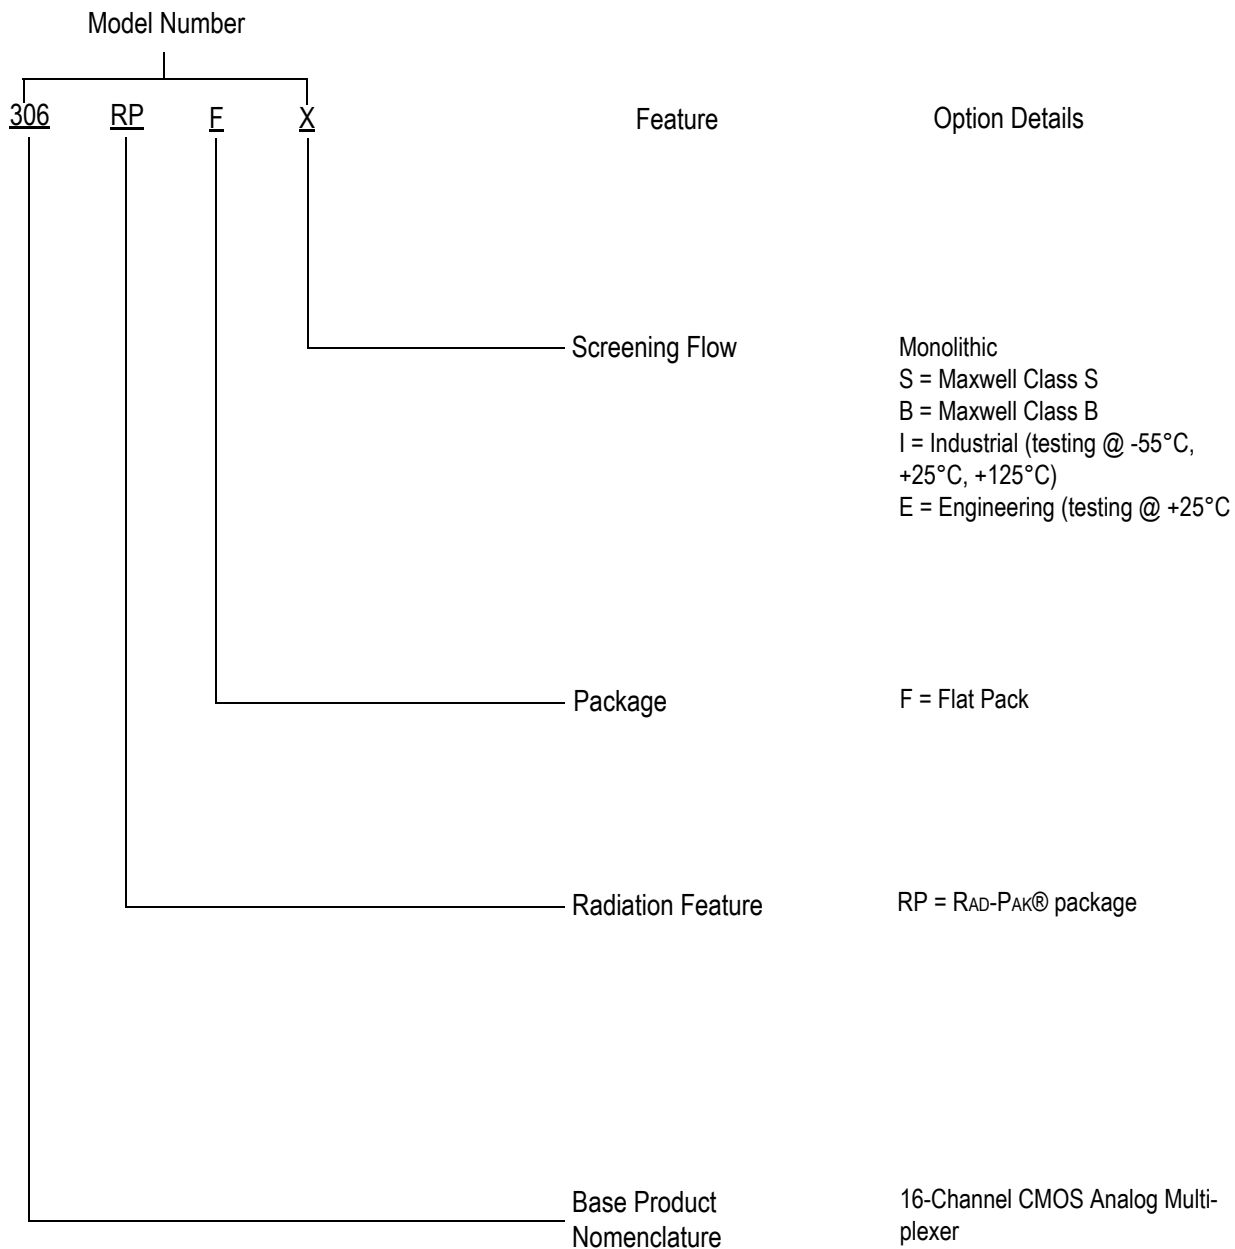 Model Number
306 RP F X Feature Option Details
Screening Flow
Monolithic
S = Maxwell Class S
B = Maxwell Class B
I = Industrial (testing @ -55°C,
+25°C, +125°C)
E = Engineering (testing @ +25°C
Package
F = Flat Pack
Radiation Feature
RP = RAD-PAK® package
Base Product
Nomenclature
16-Channel CMOS Analog Multi-
plexer